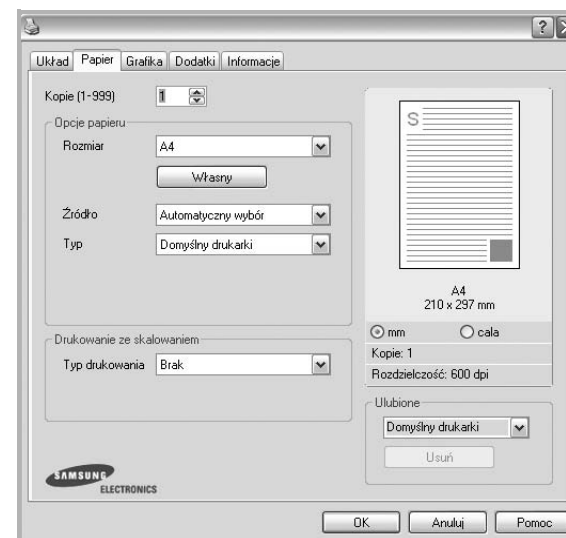 Układ Papier Grafika Dodatki Informacje
Kopie (1-999) 1
Opcje papieru
Rozmiar A4
Własny
Źródło Automatyczny wybór
Typ Domyślny drukarki
Drukowanie ze skalowaniem
Typ drukowania Brak
SAMSUNG
ELECTRONICS
S
A4
210 x 297 mm
mm cala
Kopie: 1
Rozdzielczość: 600 dpi
Ulubione
Domyślny drukarki
Usuń
OK Anuluj Pomoc